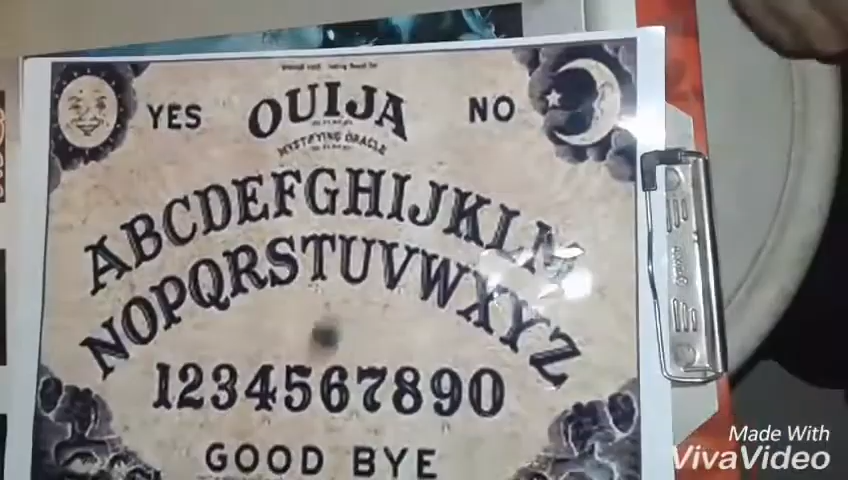 YES OUIJA NO
MYSTIFYING ORACLE
ABCDEFGHIJKLM
NOPQRSTUVWXYZ
1234567890
GOOD BYE
Made With
VivaVideo